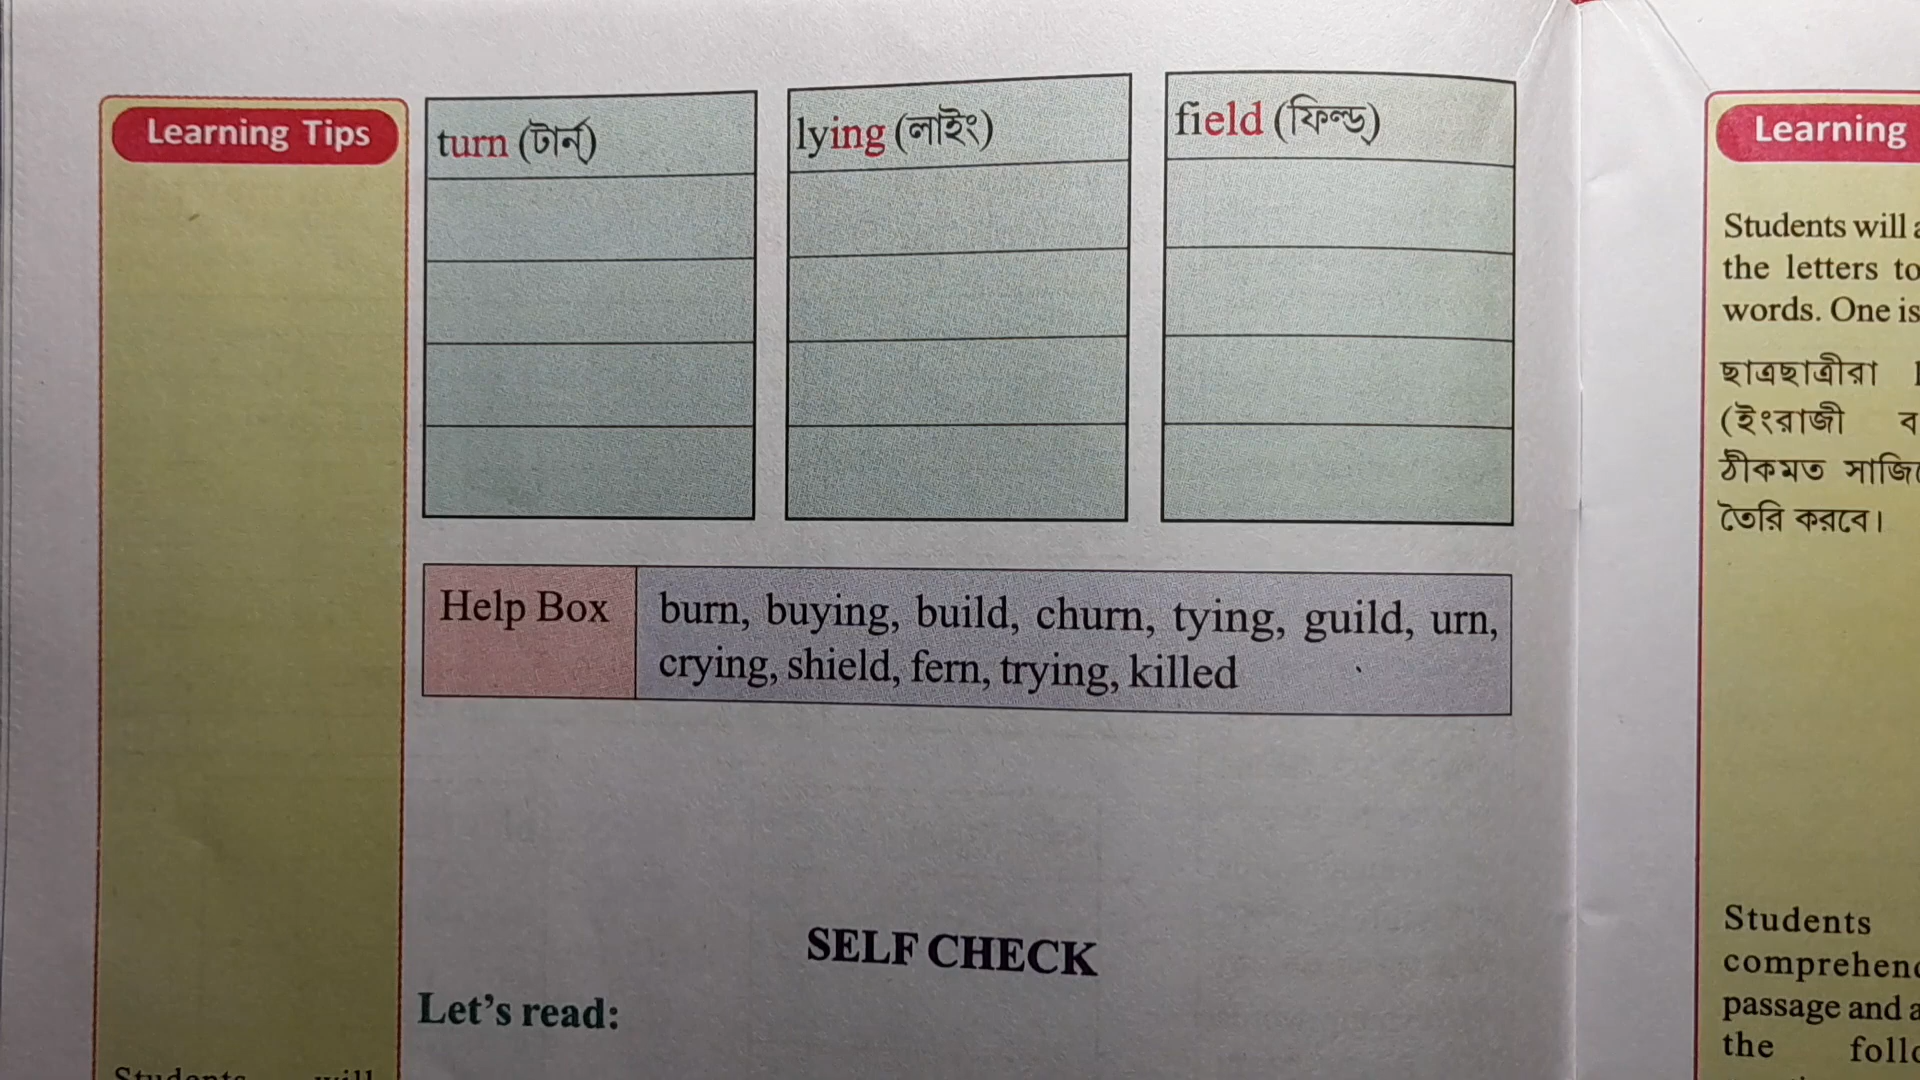 Learning Tips
turn (টার্ন)
lying (লাইং)
field (ফিল্ড)
Help Box
burn, buying, build, churn, tying, guild, urn,
crying, shield, fern, trying, killed
SELF CHECK
Let's read:
Students will
Learning
Students will
the letters to
words. One is
ছাত্রছাত্রীরা
(ইংরাজী
ঠীকমত
তৈরি করবে।
Students
passage and
the